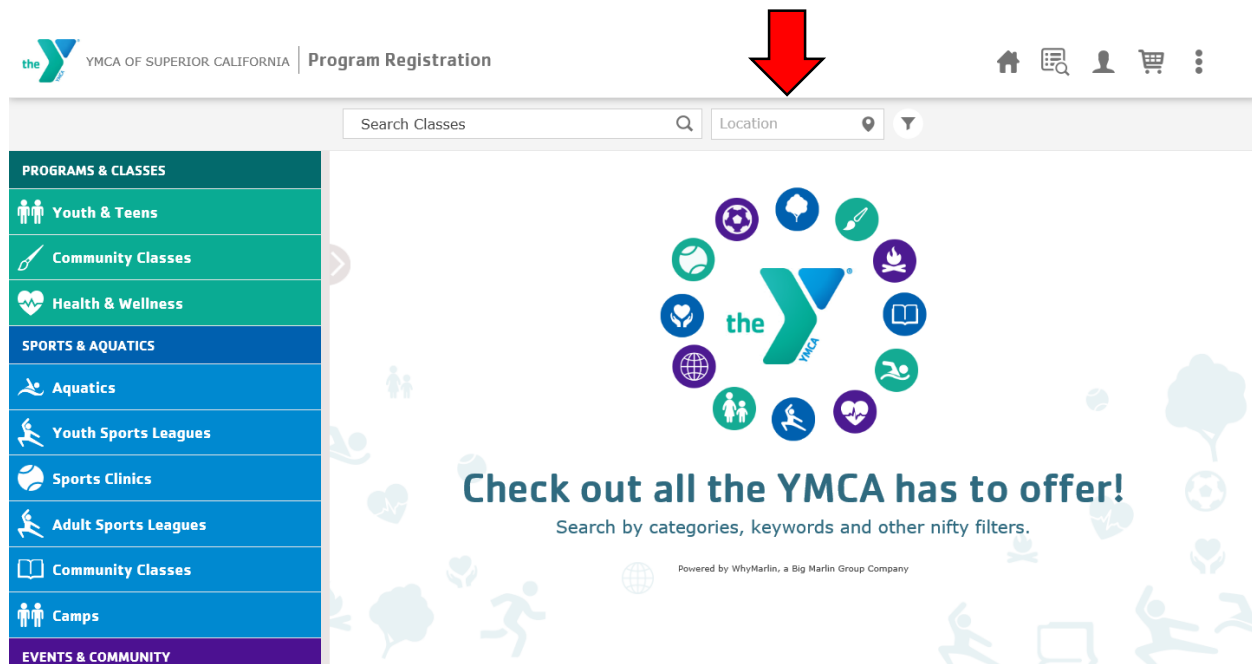 the YMCA YMCA OF SUPERIOR CALIFORNIA Program Registration
Search Classes Location
PROGRAMS & CLASSES
Youth & Teens
Community Classes
Health & Wellness
SPORTS & AQUATICS
Aquatics
Youth Sports Leagues
Sports Clinics
Adult Sports Leagues
Community Classes
Camps
EVENTS & COMMUNITY
the YMCA ®
Check out all the YMCA has to offer!
Search by categories, keywords and other nifty filters.
Powered by WhyMarlin, a Big Marlin Group Company